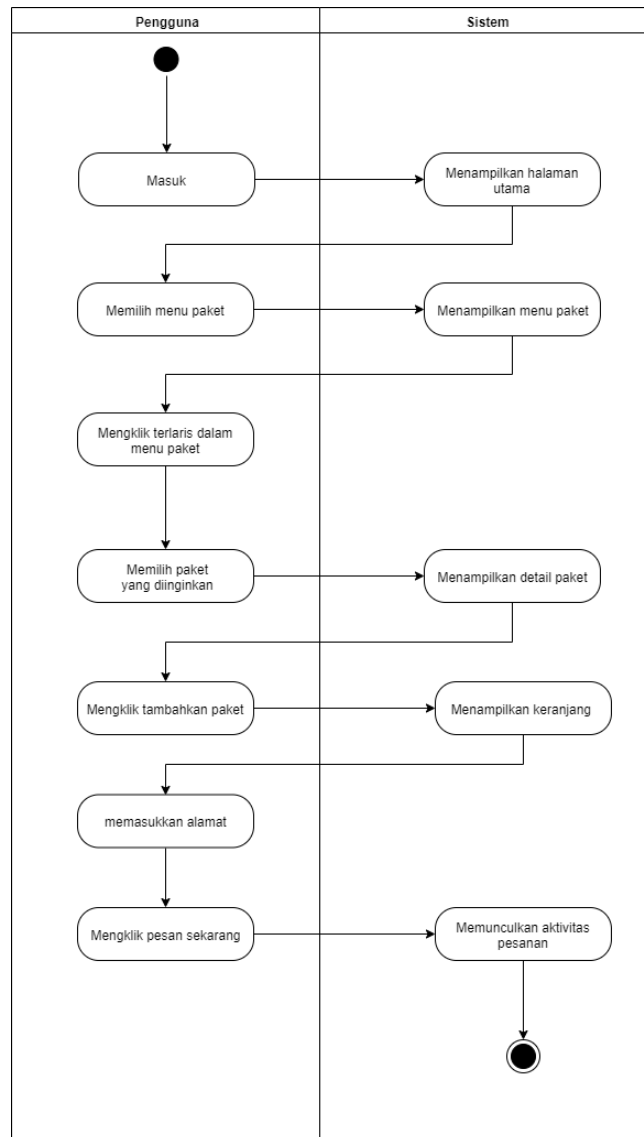 Pengguna
Sistem
Masuk
Menampilkan halaman
utama
Memilih menu paket
Menampilkan menu paket
Mengklik terlaris dalam
menu paket
Memilih paket
yang diinginkan
Menampilkan detail paket
Mengklik tambahkan paket
Menampilkan keranjang
memasukkan alamat
Mengklik pesan sekarang
Memunculkan aktivitas
pesanan